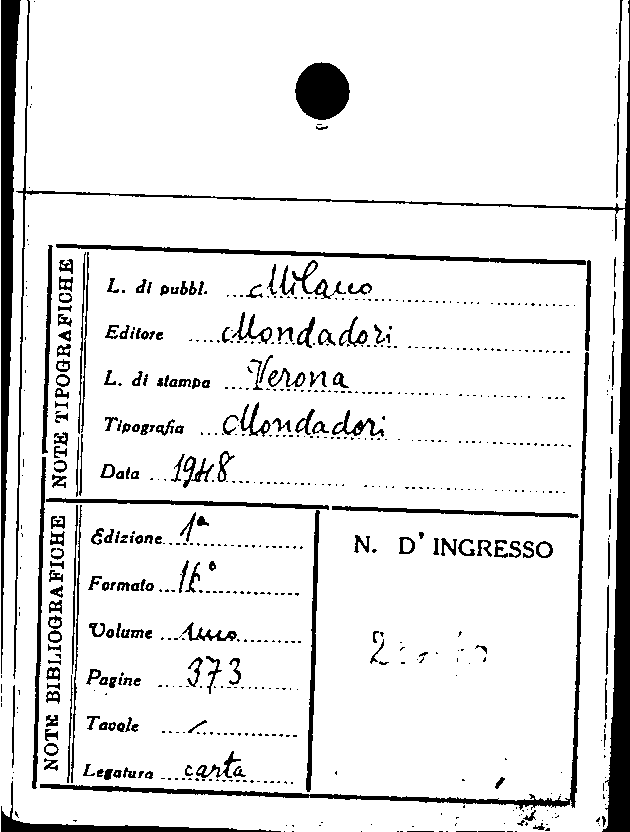 NOTE TIPOGRAFICHE
L. di pubbl. Milano
Editore Mondadori
L. di stampa Verona
Tipografia Mondadori
Data 1948
NOTE BIBLIOGRAFICHE
Edizione 1ª
Formato 16°
Volume uno
Pagine 373
Tavole /
Legatura carta
N. D'INGRESSO